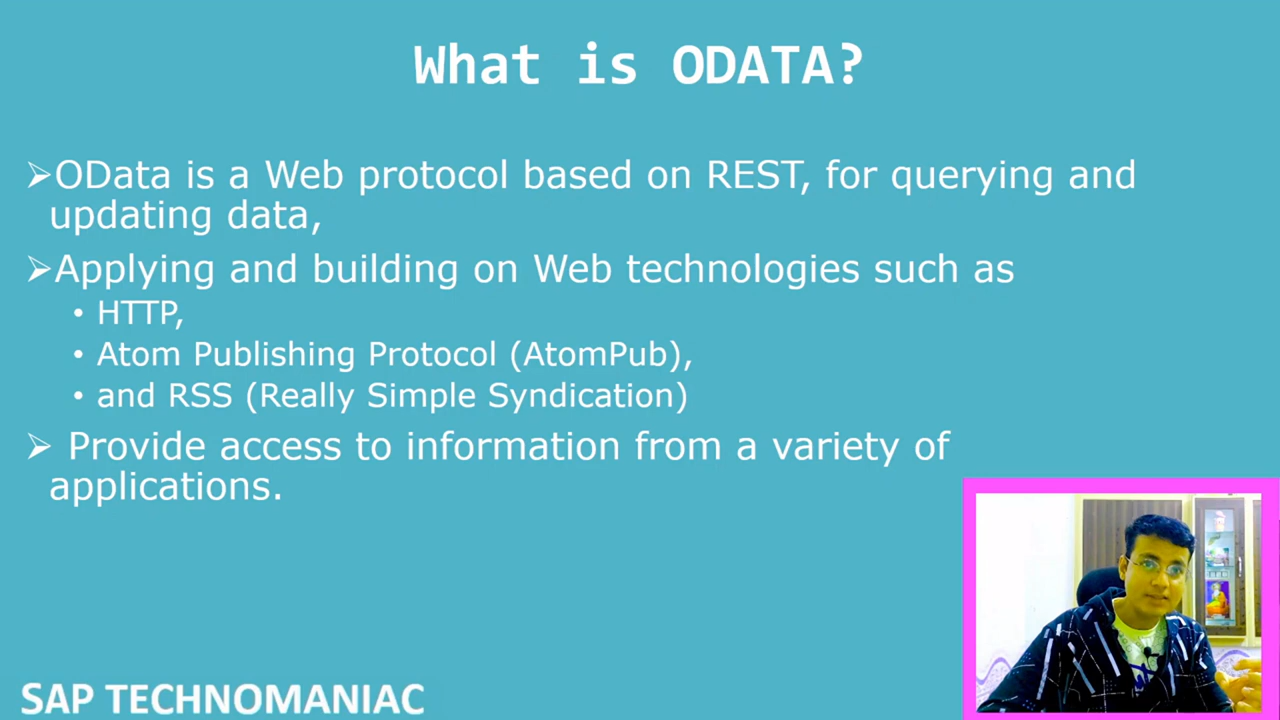 What is ODATA?
➢OData is a Web protocol based on REST, for querying and
updating data,
➢Applying and building on Web technologies such as
• HTTP,
• Atom Publishing Protocol (AtomPub),
• and RSS (Really Simple Syndication)
➢ Provide access to information from a variety of
applications.
SAP TECHNOMANIAC